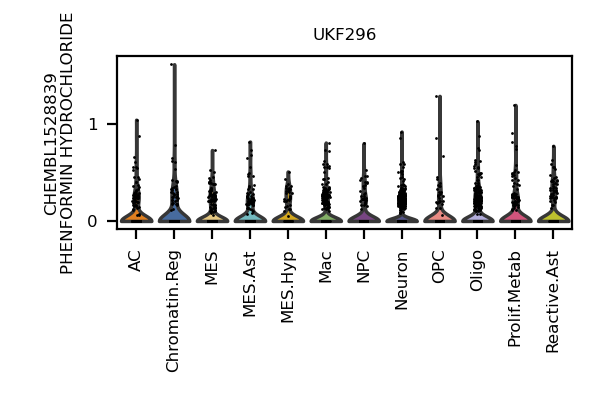 UKF296
CHEMBL1528839
PHENFORMIN HYDROCHLORIDE
1
0
AC
Chromatin.Reg
MES
MES.Ast
MES.Hyp
Mac
NPC
Neuron
OPC
Oligo
Prolif.Metab
Reactive.Ast